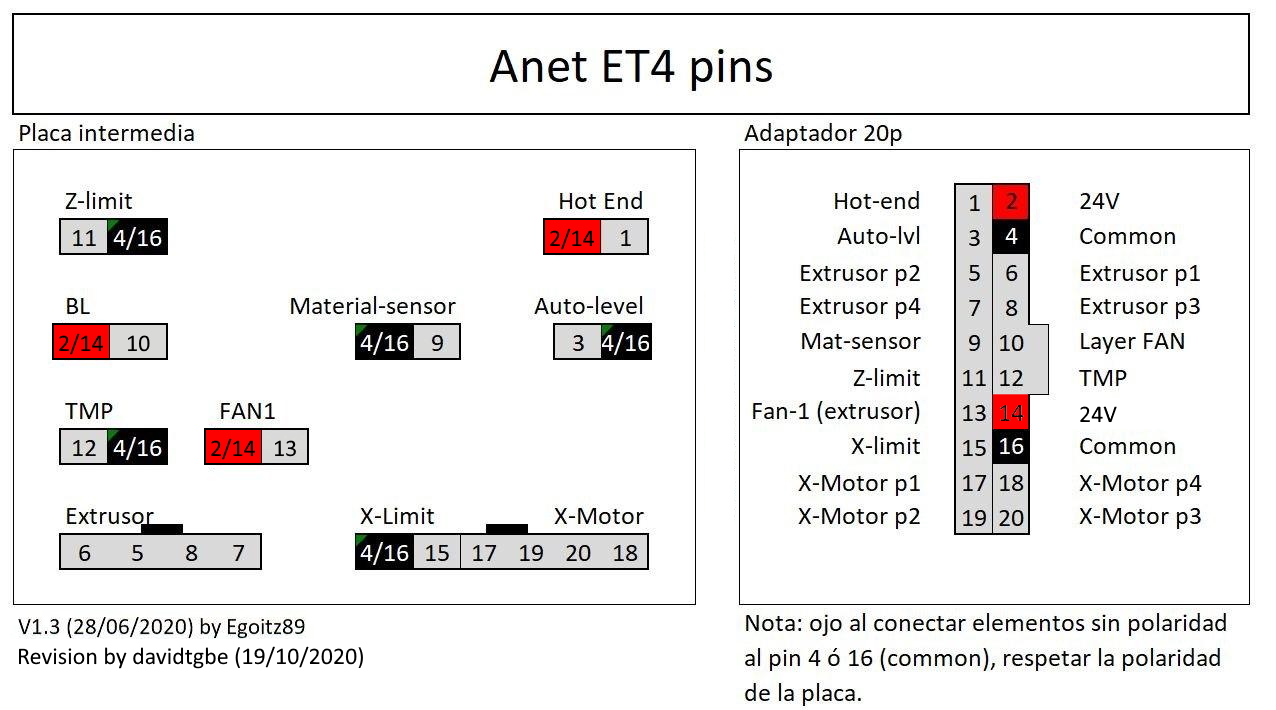 Anet ET4 pins
Placa intermedia
Z-limit
11 4/16
Hot End
2/14 1
BL
2/14 10
Material-sensor
4/16 9
Auto-level
3 4/16
TMP
12 4/16
FAN1
2/14 13
Extrusor
6 5 8 7
X-Limit X-Motor
4/16 15 17 19 20 18
V1.3 (28/06/2020) by Egoitz89
Revision by davidtgbe (19/10/2020)
Adaptador 20p
Hot-end 1 2 24V
Auto-lvl 3 4 Common
Extrusor p2 5 6 Extrusor p1
Extrusor p4 7 8 Extrusor p3
Mat-sensor 9 10 Layer FAN
Z-limit 11 12 TMP
Fan-1 (extrusor) 13 14 24V
X-limit 15 16 Common
X-Motor p1 17 18 X-Motor p4
X-Motor p2 19 20 X-Motor p3
Nota: ojo al conectar elementos sin polaridad
al pin 4 ó 16 (common), respetar la polaridad
de la placa.